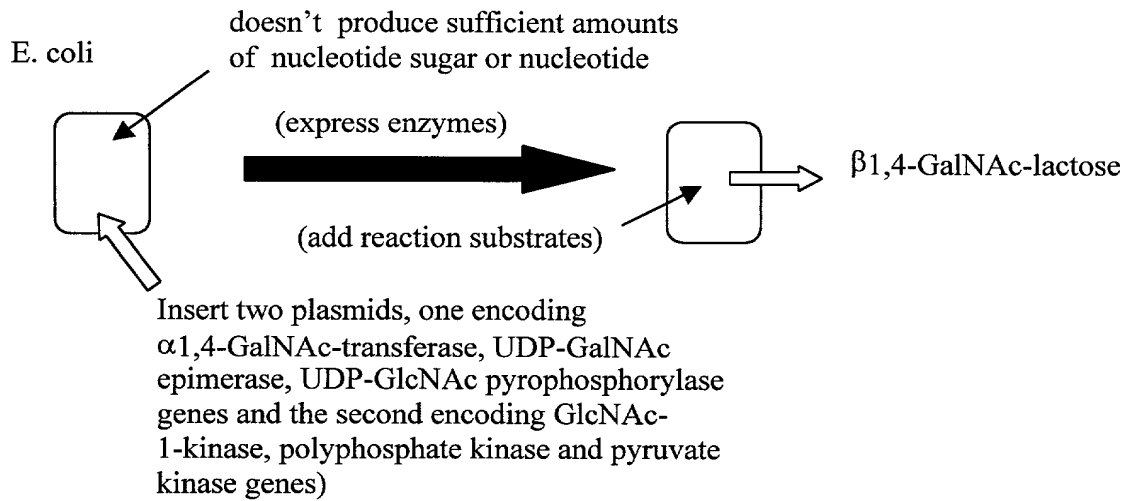 doesn't produce sufficient amounts
of nucleotide sugar or nucleotide
E. coli
(express enzymes)
(add reaction substrates)
β1,4-GalNAc-lactose
Insert two plasmids, one encoding
α1,4-GalNAc-transferase, UDP-GalNAc
epimerase, UDP-GlcNAc pyrophosphorylase
genes and the second encoding GlcNAc-
1-kinase, polyphosphate kinase and pyruvate
kinase genes)